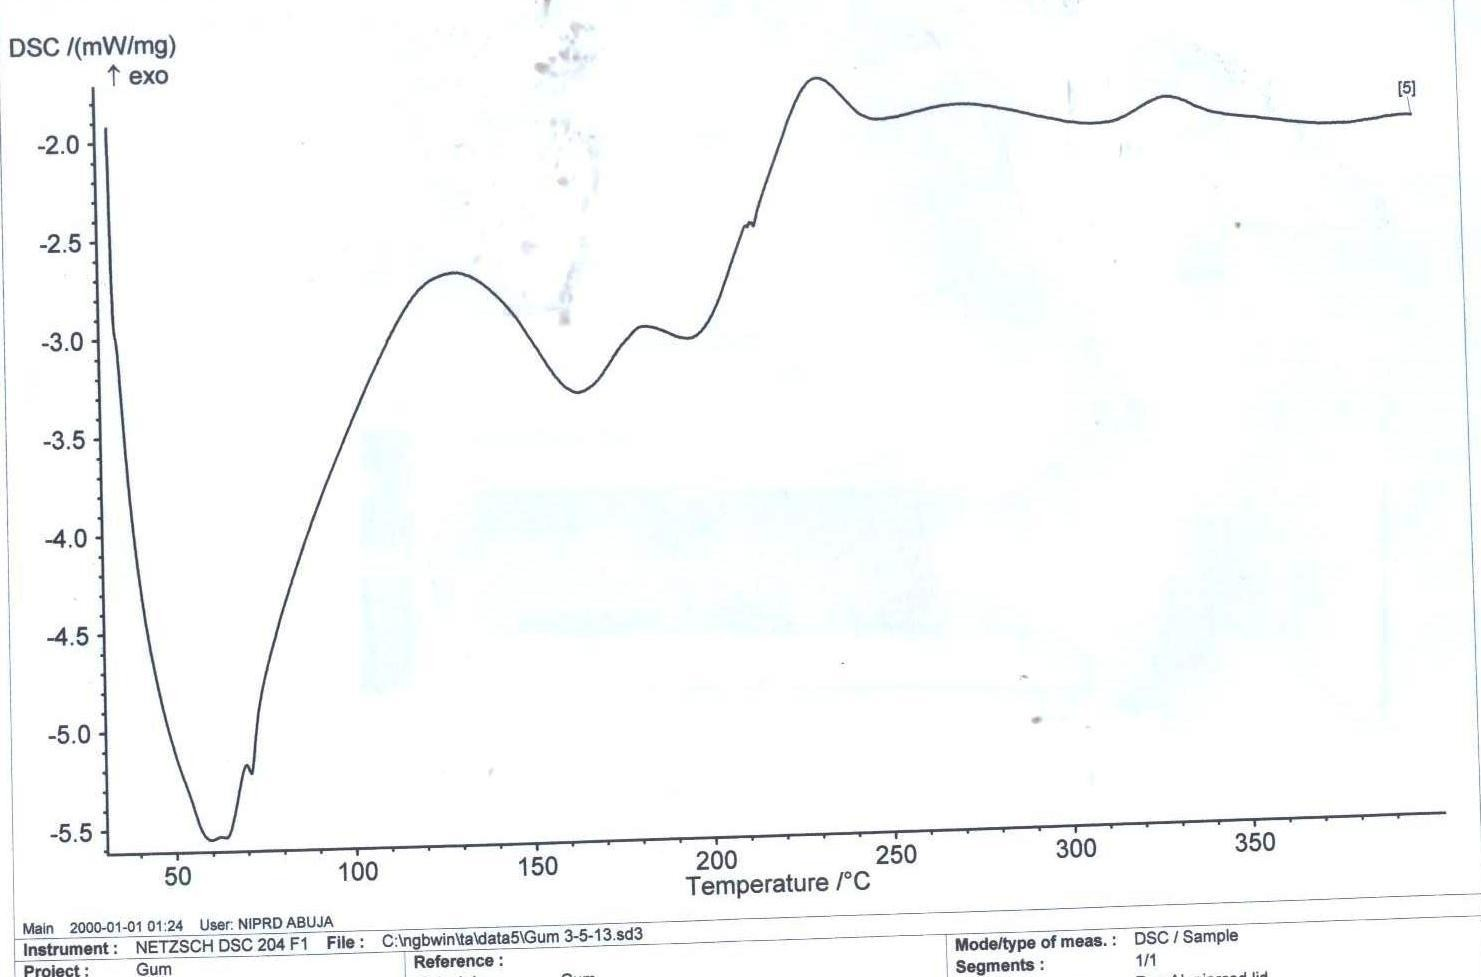 DSC /(mW/mg)
↑ exo
[5]
-2.0
-2.5
-3.0
-3.5
-4.0
-4.5
-5.0
-5.5
50 100 150 200 250 300 350
Temperature /°C
Main 2000-01-01 01:24 User: NIPRD ABUJA
Instrument : NETZSCH DSC 204 F1 File : C:\ngbwin\ta\data5\Gum 3-5-13.sd3
Mode/type of meas. : DSC / Sample
Project : Gum
Reference :
Segments : 1/1